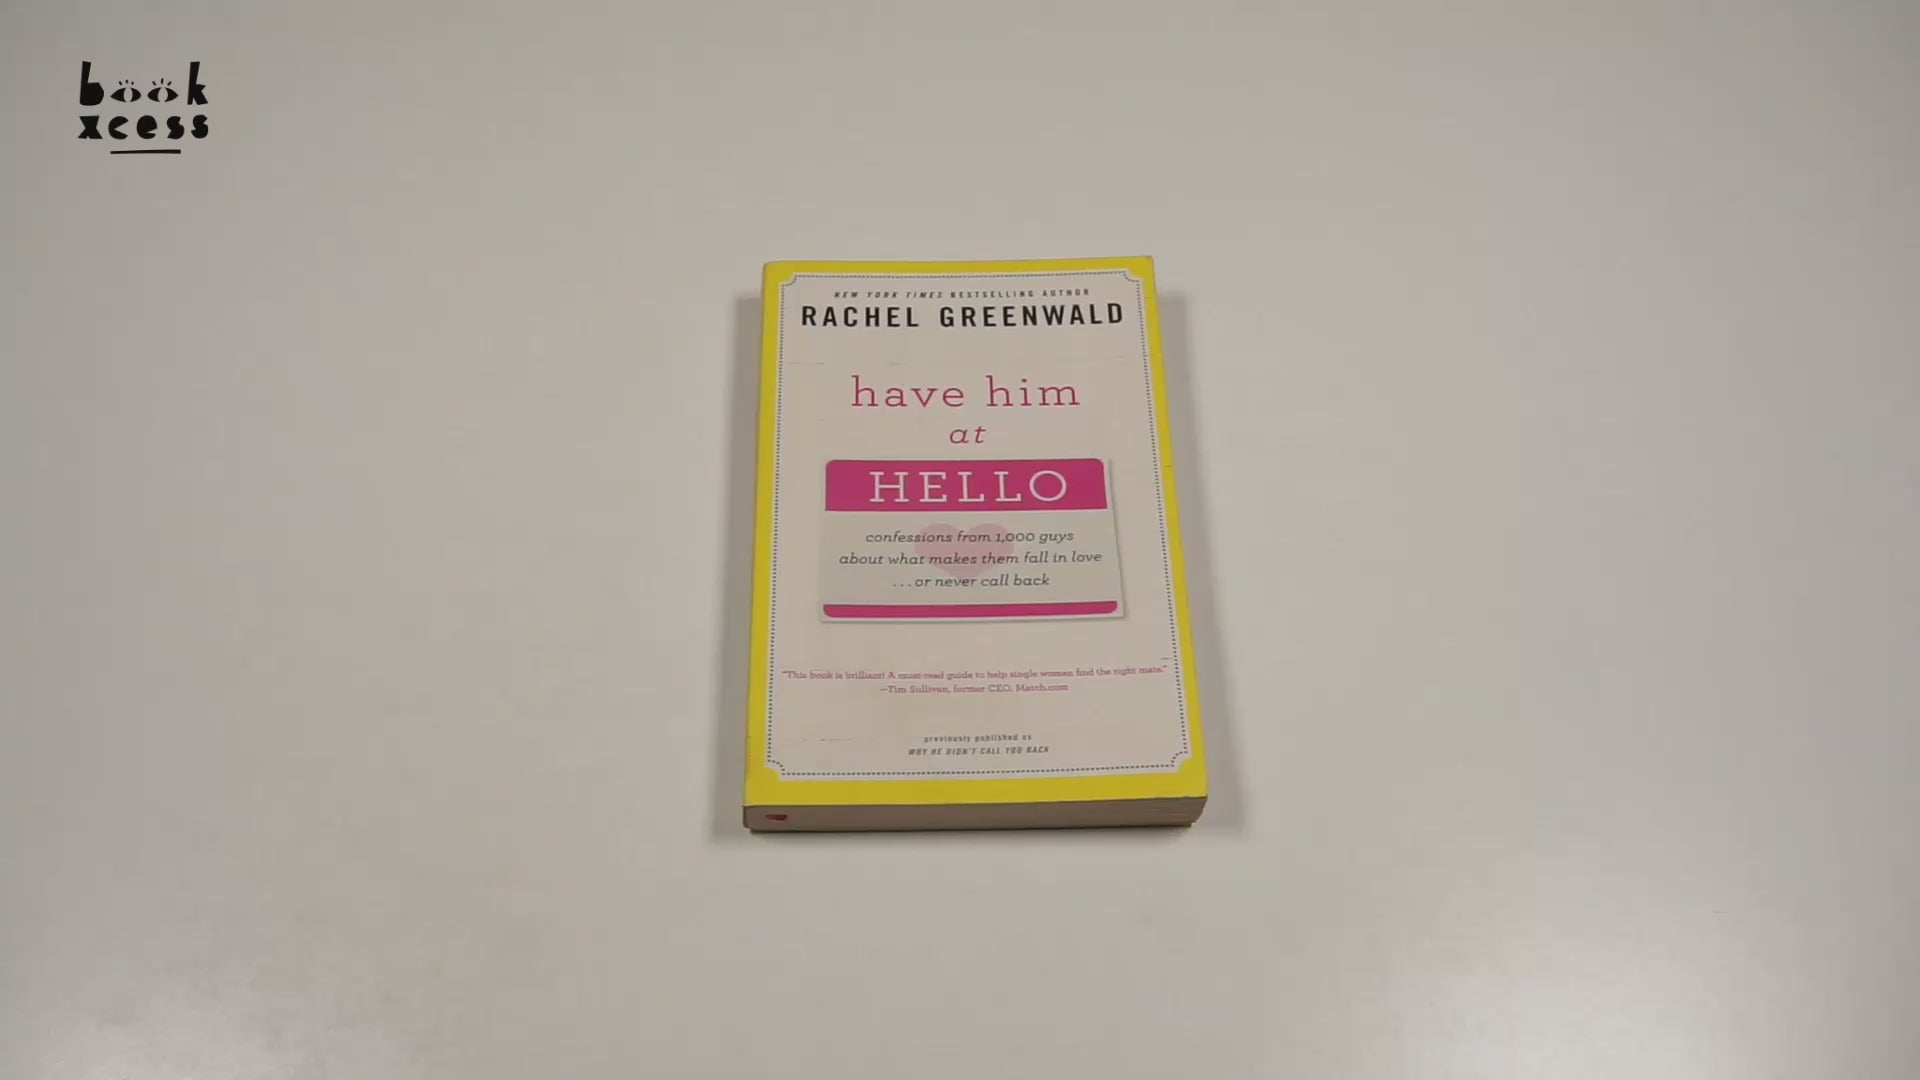 book
xcess
NEW YORK TIMES BESTSELLING AUTHOR
RACHEL GREENWALD
have him
at
HELLO
confessions from 1,000 guys
about what makes them fall in love
...or never call back
"This book is brilliant! A must-read guide to help single women find the right mate."
—Tim Sullivan, former CEO, Match.com
previously published as
WHY HE DIDN'T CALL YOU BACK